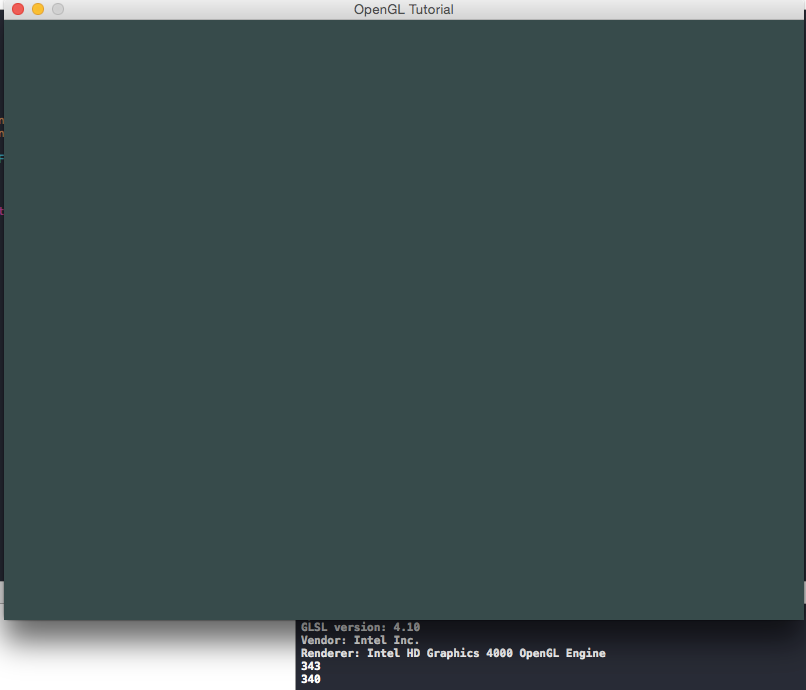 OpenGL Tutorial
GLSL version: 4.10
Vendor: Intel Inc.
Renderer: Intel HD Graphics 4000 OpenGL Engine
343
340